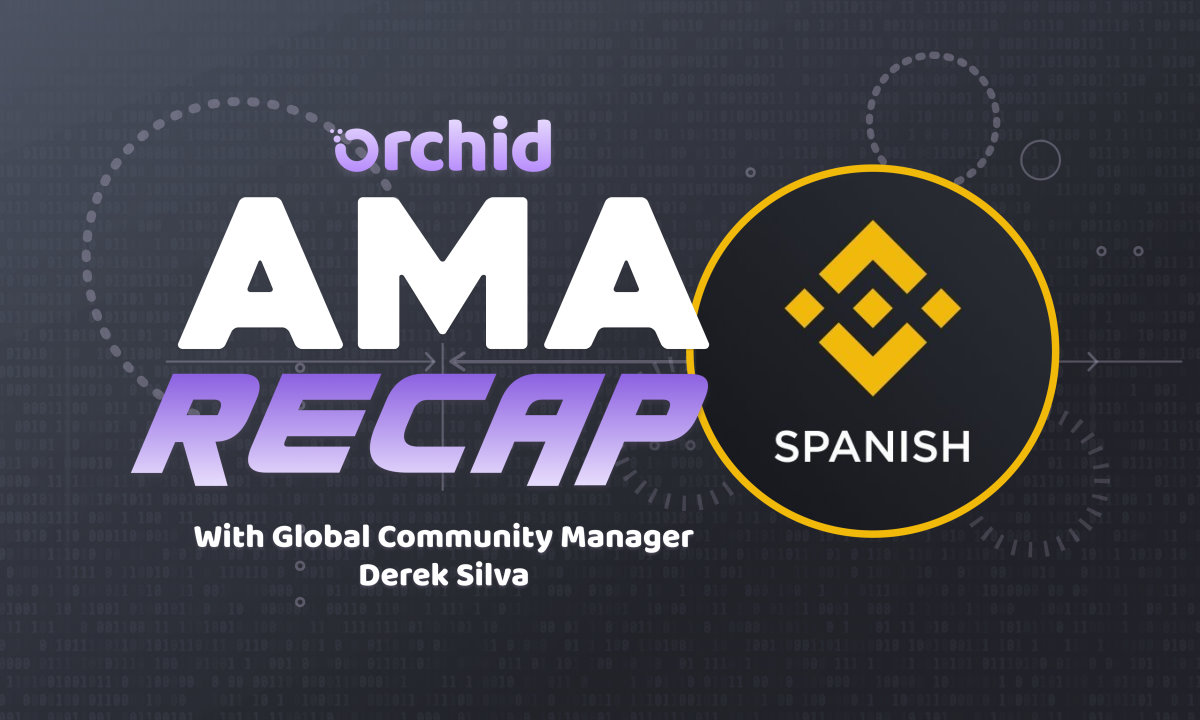 orchid
AMA
RECAP
SPANISH
With Global Community Manager
Derek Silva